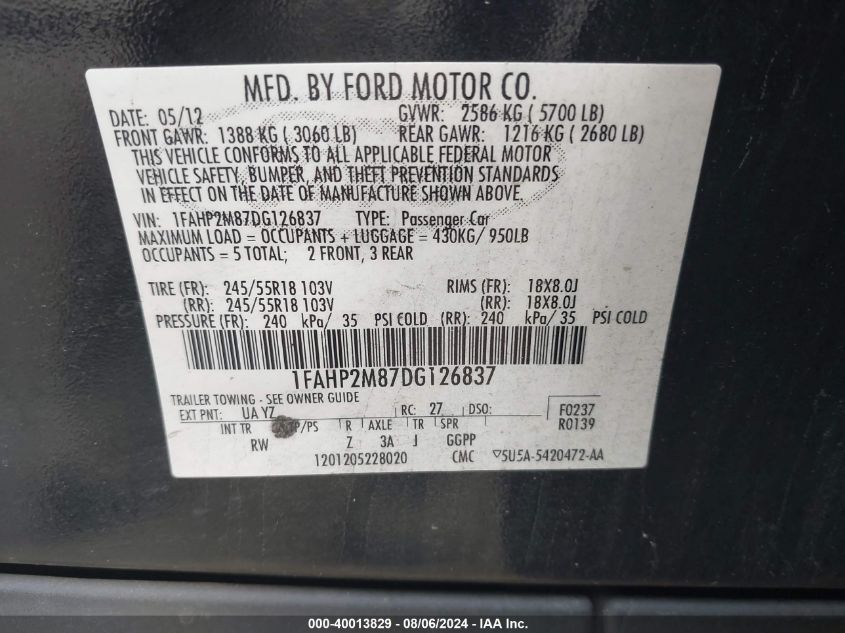 MFD. BY FORD MOTOR CO.
DATE: 05/12 GVWR: 2586 KG ( 5700 LB)
FRONT GAWR: 1388 KG ( 3060 LB) REAR GAWR: 1216 KG ( 2680 LB)
THIS VEHICLE CONFORMS TO ALL APPLICABLE FEDERAL MOTOR
VEHICLE SAFETY, BUMPER, AND THEFT PREVENTION STANDARDS
IN EFFECT ON THE DATE OF MANUFACTURE SHOWN ABOVE.
VIN: 1FAHP2M87DG126837 TYPE: Passenger Car
MAXIMUM LOAD = OCCUPANTS + LUGGAGE = 430KG/ 950LB
OCCUPANTS = 5 TOTAL; 2 FRONT, 3 REAR
TIRE (FR): 245/55R18 103V RIMS (FR): 18X8.0J
(RR): 245/55R18 103V (RR): 18X8.0J
PRESSURE (FR): 240 kPa/ 35 PSI COLD (RR): 240 kPa/ 35 PSI COLD
1FAHP2M87DG126837
TRAILER TOWING - SEE OWNER GUIDE
EXT PNT: UA YZ RC: 27 DSO: F0237
INT TR TP/PS R AXLE TR SPR R0139
RW Z 3A J GGPP
1201205228020 CMC 5U5A-5420472-AA
000-40013829 - 08/06/2024 - IAA Inc.